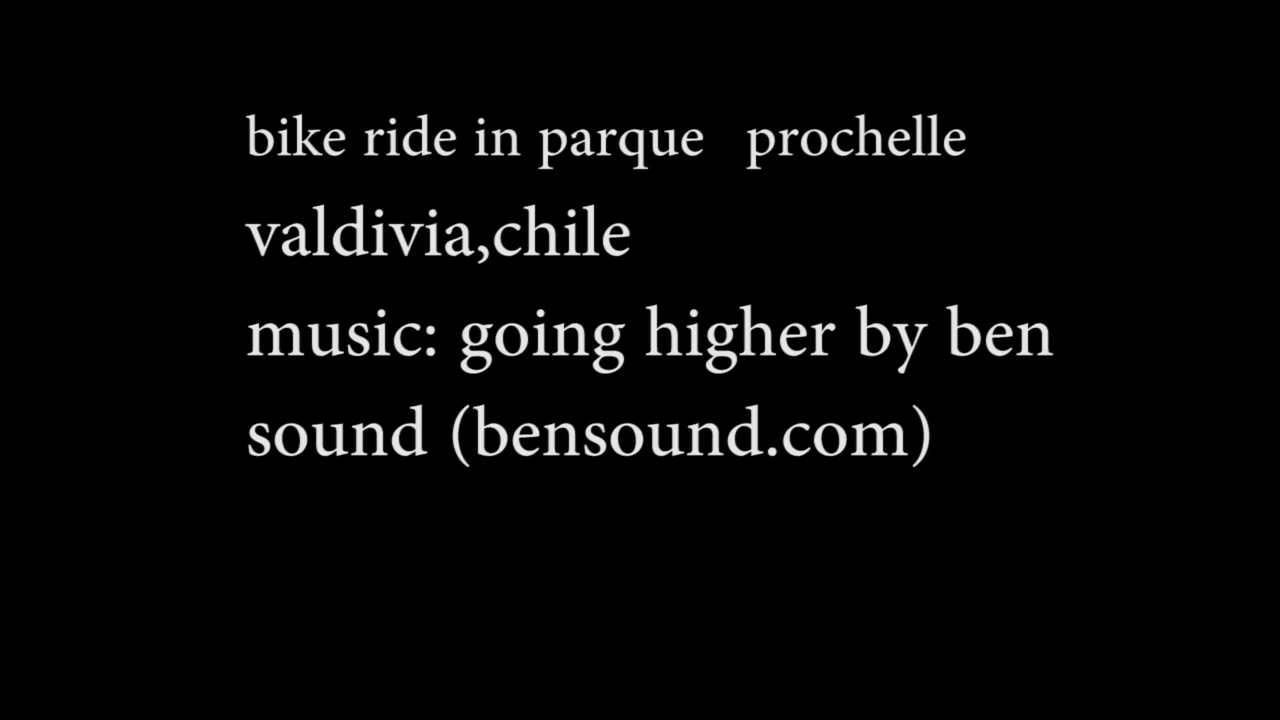 bike ride in parque prochelle
valdivia,chile
music: going higher by ben
sound (bensound.com)